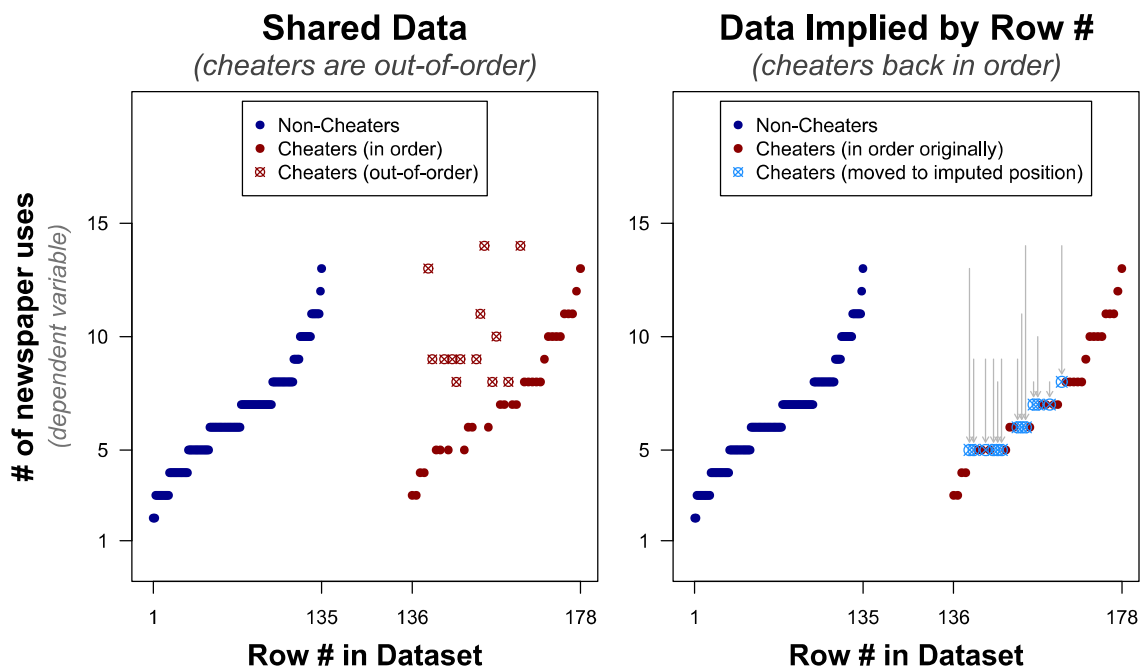 Shared Data
(cheaters are out-of-order)
Non-Cheaters
Cheaters (in order)
Cheaters (out-of-order)
# of newspaper uses
(dependent variable)
15
10
5
1
1
135
136
178
Row # in Dataset
Data Implied by Row #
(cheaters back in order)
Non-Cheaters
Cheaters (in order originally)
Cheaters (moved to imputed position)
15
10
5
1
1
135
136
178
Row # in Dataset